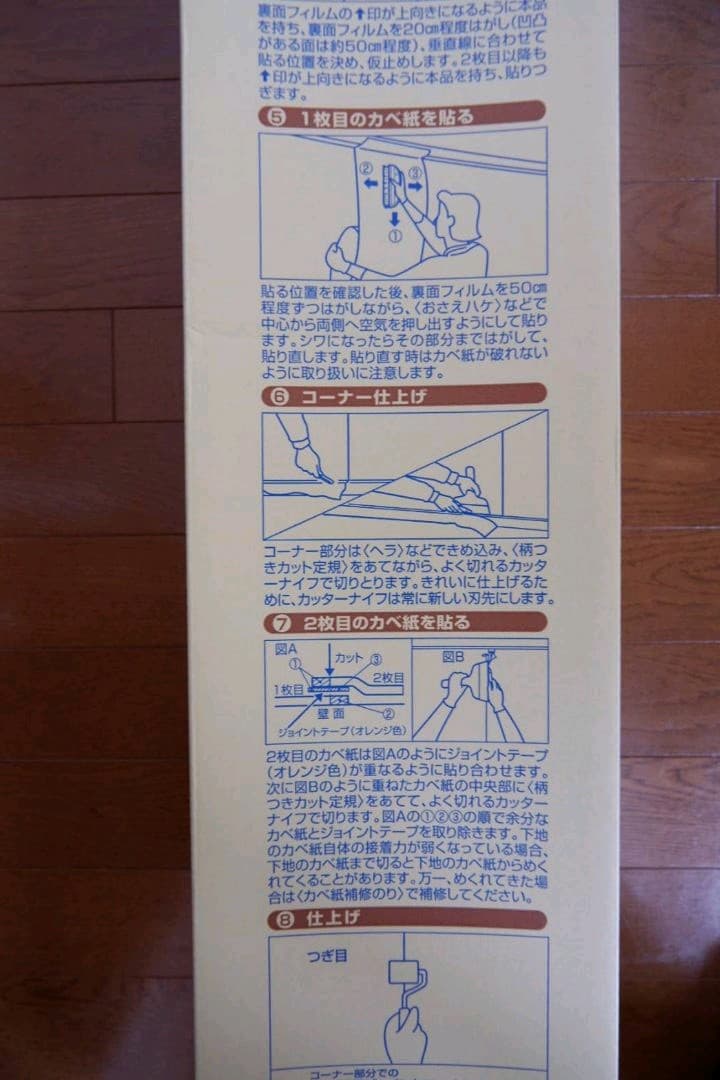 裏面フィルムの⬆印が上向きになるように本品
を持ち、裏面フィルムを20cm程度はがし(凹凸
がある面は約50cm程度)、垂直線に合わせて
貼る位置を決め、仮止めします。2枚目以降も
⬆印が上向きになるように本品を持ち、貼りつ
ぎます。
⑤ 1枚目のカベ紙を貼る
② ③
①
貼る位置を確認した後、裏面フィルムを50cm
程度ずつはがしながら、〈おさえハケ〉などで
中心から両側へ空気を押し出すようにして貼り
ます。シワになったらその部分まではがして、
貼り直します。貼り直す時はカベ紙が破れない
ように取り扱いに注意します。
⑥ コーナー仕上げ
コーナー部分は〈ヘラ〉などできめ込み、〈柄つ
きカット定規〉をあてながら、よく切れるカッタ
ーナイフで切りとります。きれいに仕上げるた
めに、カッターナイフは常に新しい刃先にします。
⑦ 2枚目のカベ紙を貼る
図A
カット
① ③
1枚目 2枚目
壁面 ②
ジョイントテープ(オレンジ色)
図B
2枚目のカベ紙は図Aのようにジョイントテープ
(オレンジ色)が重なるように貼り合わせます。
次に図Bのように重ねたカベ紙の中央部に〈柄
つきカット定規〉をあてて、よく切れるカッター
ナイフで切ります。図Aの①②③の順で余分な
カベ紙とジョイントテープを取り除きます。下地
のカベ紙自体の接着力が弱くなっている場合、
下地のカベ紙まで切ると下地のカベ紙からめく
れてくることがあります。万一、めくれてきた場
合は〈カベ紙補修のり〉で補修してください。
⑧ 仕上げ
つぎ目
コーナー部分での